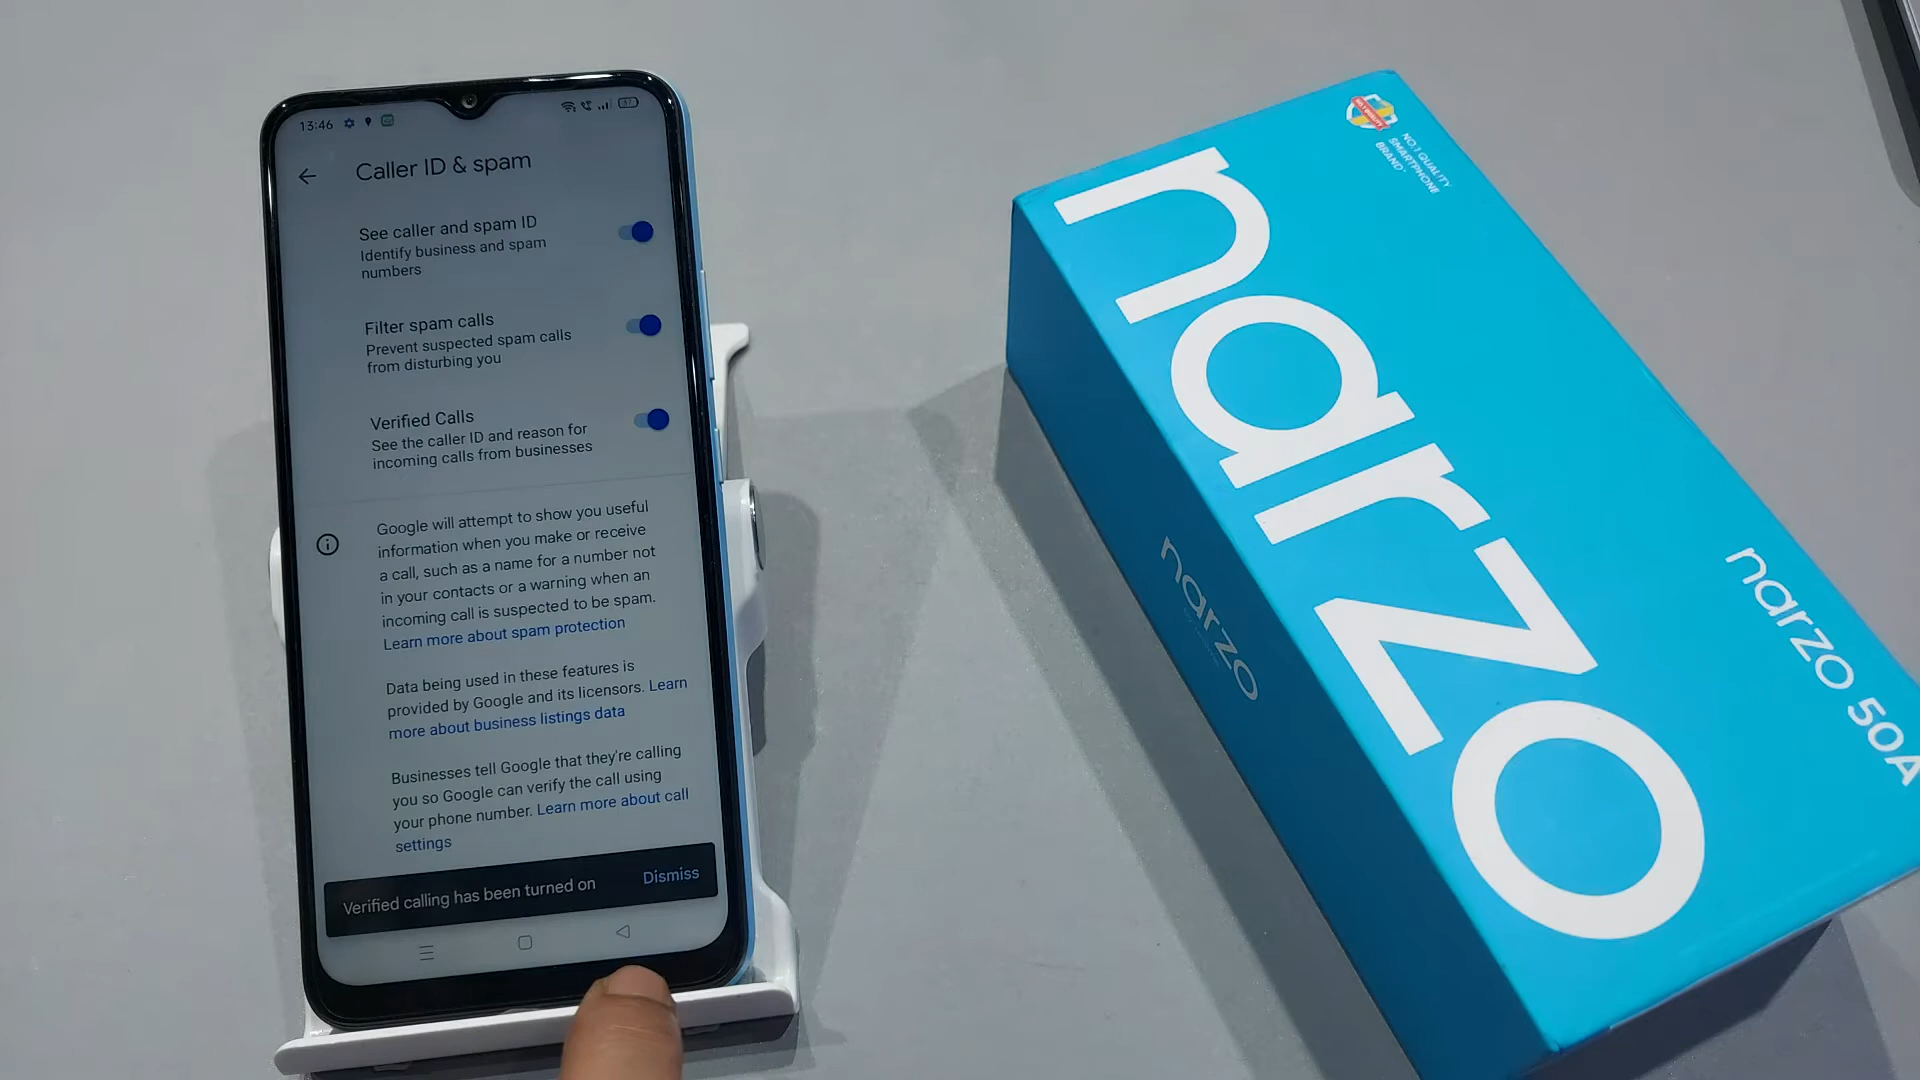 13:46
87
Caller ID & spam
See caller and spam ID
Identify business and spam
numbers
Filter spam calls
Prevent suspected spam calls
from disturbing you
Verified Calls
See the caller ID and reason for
incoming calls from businesses
Google will attempt to show you useful
information when you make or receive
a call, such as a name for a number not
in your contacts or a warning when an
incoming call is suspected to be spam.
Learn more about spam protection
Data being used in these features is
provided by Google and its licensors. Learn
more about business listings data
Businesses tell Google that they're calling
you so Google can verify the call using
your phone number. Learn more about call
settings
Verified calling has been turned on
Dismiss
NO.1 QUALITY
NO.1 QUALITY
SMARTPHONE
BRAND*
narzo
narzo
narzo 50A